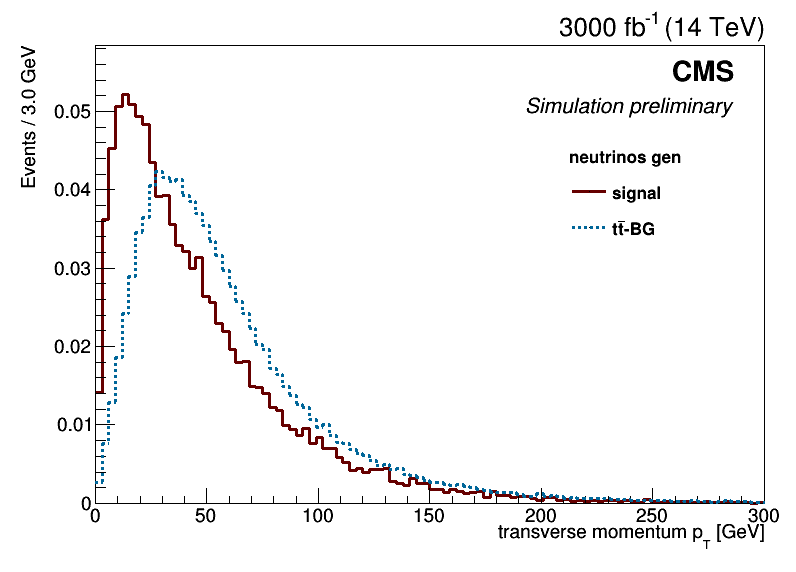 3000 fb⁻¹ (14 TeV)
CMS
Simulation preliminary
neutrinos gen
signal
tt̄-BG
Events / 3.0 GeV
0.05
0.04
0.03
0.02
0.01
0
0 50 100 150 200 250 300
transverse momentum p_T [GeV]